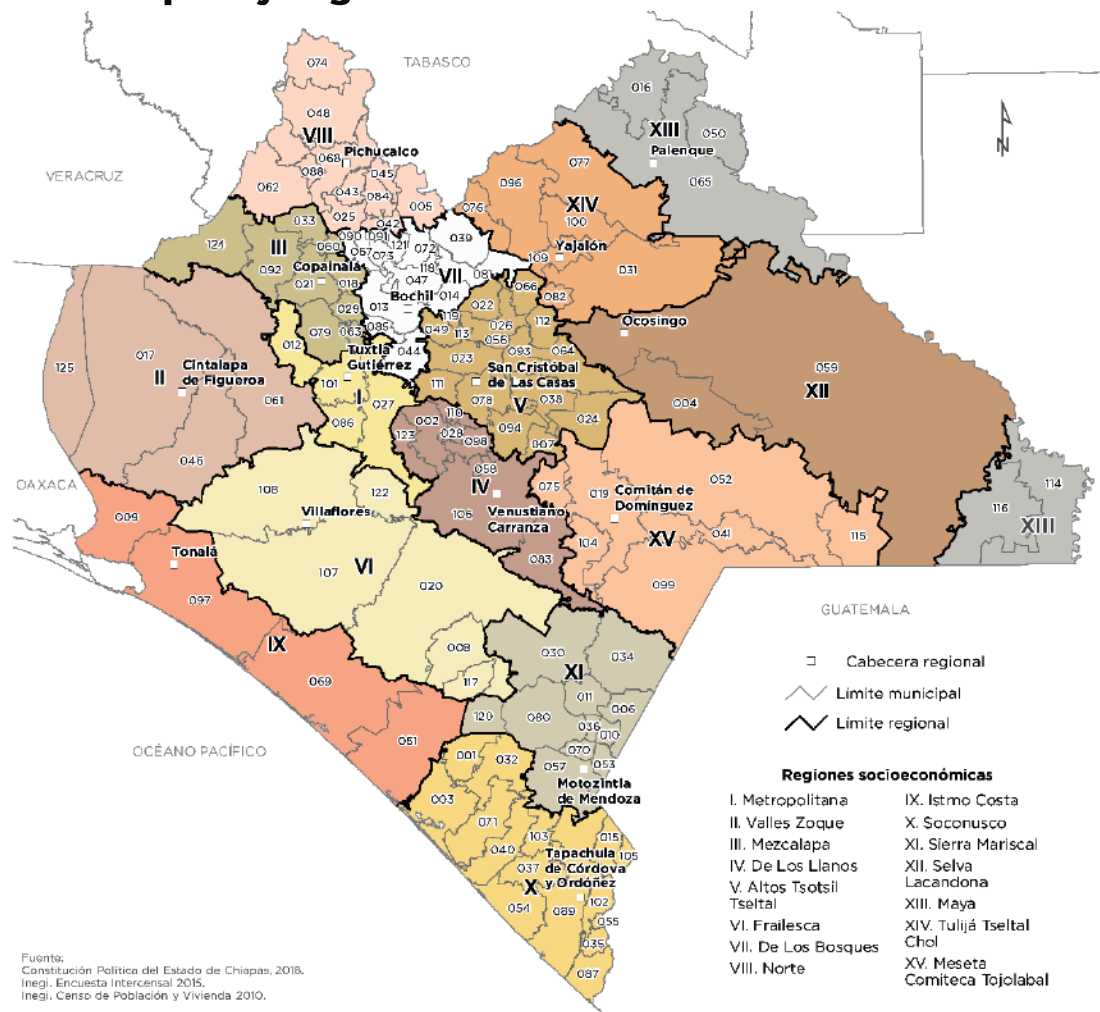 TABASCO
VERACRUZ
OAXACA
GUATEMALA
OCÉANO PACÍFICO
074
048
VIII
Pichucalco
068
088
045
062
043
084
025
042
005
016
XIII
050
Palenque
065
077
096
XIV
076
100
Yajalón
109
031
082
033
124
III
060
092
Copainalá
021
018
029
079
063
090
091
121
072
039
067
073
118
VII
081
047
Bochil
014
013
085
044
119
066
022
049
113
026
112
056
023
093
064
San Cristóbal
de Las Casas
111
078
038
V
094
024
007
Ocosingo
059
XII
004
125
017
II
Cintalapa
de Figueroa
061
046
012
Tuxtla
Gutiérrez
101
I
027
086
002
110
123
028
098
058
IV
Venustiano
Carranza
106
083
075
019
Comitán de
Domínguez
052
104
XV
041
115
099
114
116
XIII
108
122
Villaflores
107
VI
020
008
117
009
Tonalá
097
IX
069
051
030
XI
034
011
006
120
080
036
010
070
057
053
Motozintla
de Mendoza
001
032
003
071
103
015
040
Tapachula
de Córdova
y Ordóñez
105
037
X
054
089
102
055
035
087
Cabecera regional
Límite municipal
Límite regional
N
Regiones socioeconómicas
I. Metropolitana
II. Valles Zoque
III. Mezcalapa
IV. De Los Llanos
V. Altos Tsotsil
Tseltal
VI. Frailesca
VII. De Los Bosques
VIII. Norte
IX. Istmo Costa
X. Soconusco
XI. Sierra Mariscal
XII. Selva
Lacandona
XIII. Maya
XIV. Tulijá Tseltal
Chol
XV. Meseta
Comiteca Tojolabal
Fuente:
Constitución Política del Estado de Chiapas, 2018.
Inegi. Encuesta Intercensal 2015.
Inegi. Censo de Población y Vivienda 2010.